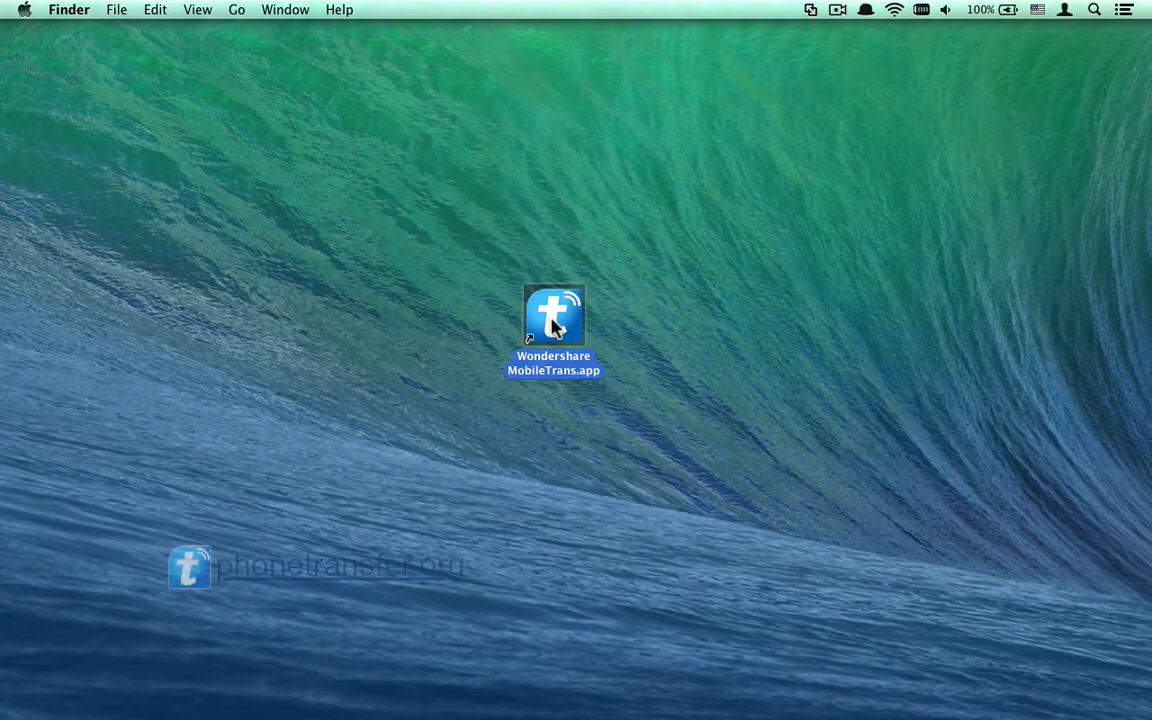 Finder File Edit View Go Window Help 100%
Wondershare
MobileTrans.app
phonetransfer.org